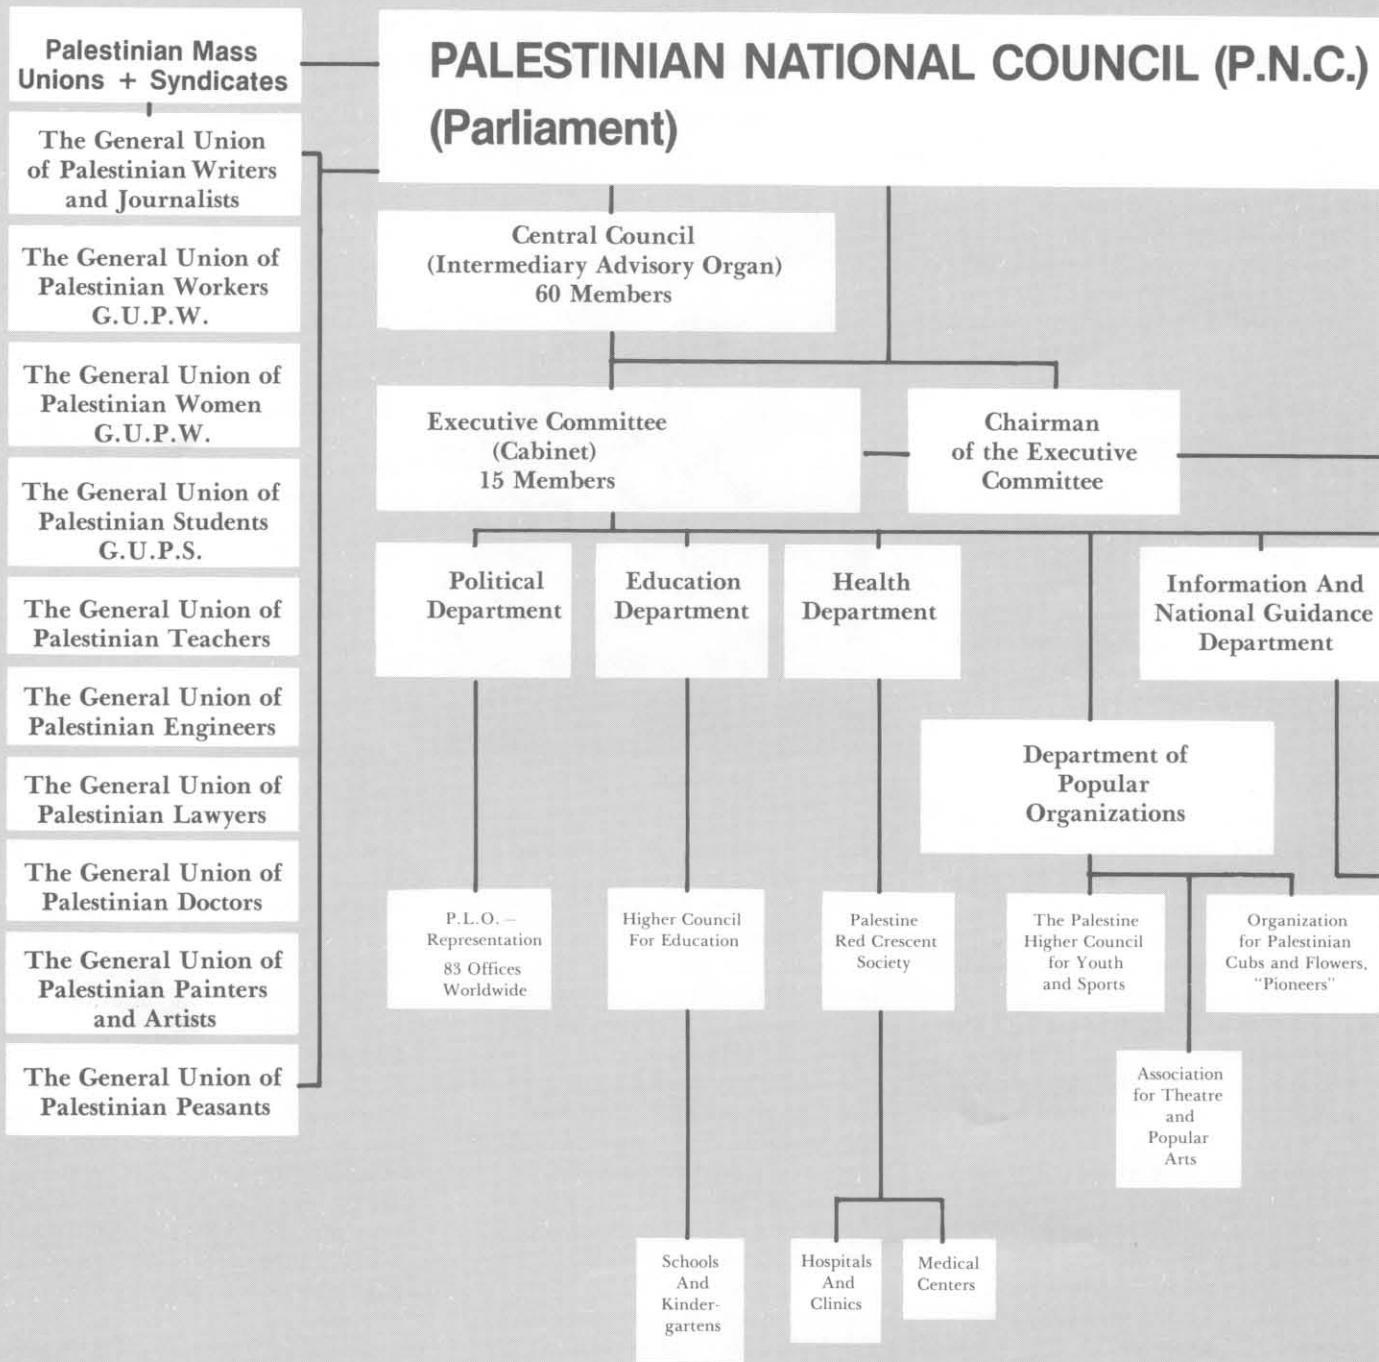 Palestinian Mass
Unions + Syndicates
The General Union
of Palestinian Writers
and Journalists
The General Union of
Palestinian Workers
G.U.P.W.
The General Union of
Palestinian Women
G.U.P.W.
The General Union of
Palestinian Students
G.U.P.S.
The General Union of
Palestinian Teachers
The General Union of
Palestinian Engineers
The General Union of
Palestinian Lawyers
The General Union of
Palestinian Doctors
The General Union of
Palestinian Painters
and Artists
The General Union of
Palestinian Peasants
PALESTINIAN NATIONAL COUNCIL (P.N.C.)
(Parliament)
Central Council
(Intermediary Advisory Organ)
60 Members
Executive Committee
(Cabinet)
15 Members
Chairman
of the Executive
Committee
Political
Department
Education
Department
Health
Department
Information And
National Guidance
Department
Department of
Popular
Organizations
P.L.O. –
Representation
83 Offices
Worldwide
Higher Council
For Education
Palestine
Red Crescent
Society
The Palestine
Higher Council
for Youth
and Sports
Organization
for Palestinian
Cubs and Flowers,
"Pioneers"
Association
for Theatre
and
Popular
Arts
Schools
And
Kinder-
gartens
Hospitals
And
Clinics
Medical
Centers